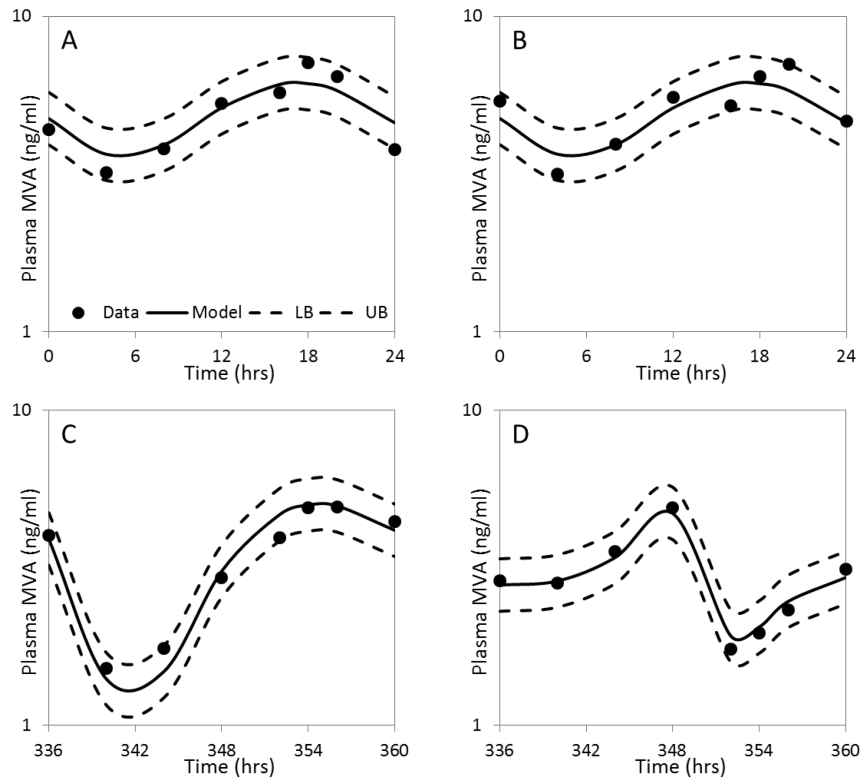 10
A
Plasma MVA (ng/ml)
Data Model LB UB
1
0 6 12 18 24
Time (hrs)
10
B
Plasma MVA (ng/ml)
1
0 6 12 18 24
Time (hrs)
10
C
Plasma MVA (ng/ml)
1
336 342 348 354 360
Time (hrs)
10
D
Plasma MVA (ng/ml)
1
336 342 348 354 360
Time (hrs)